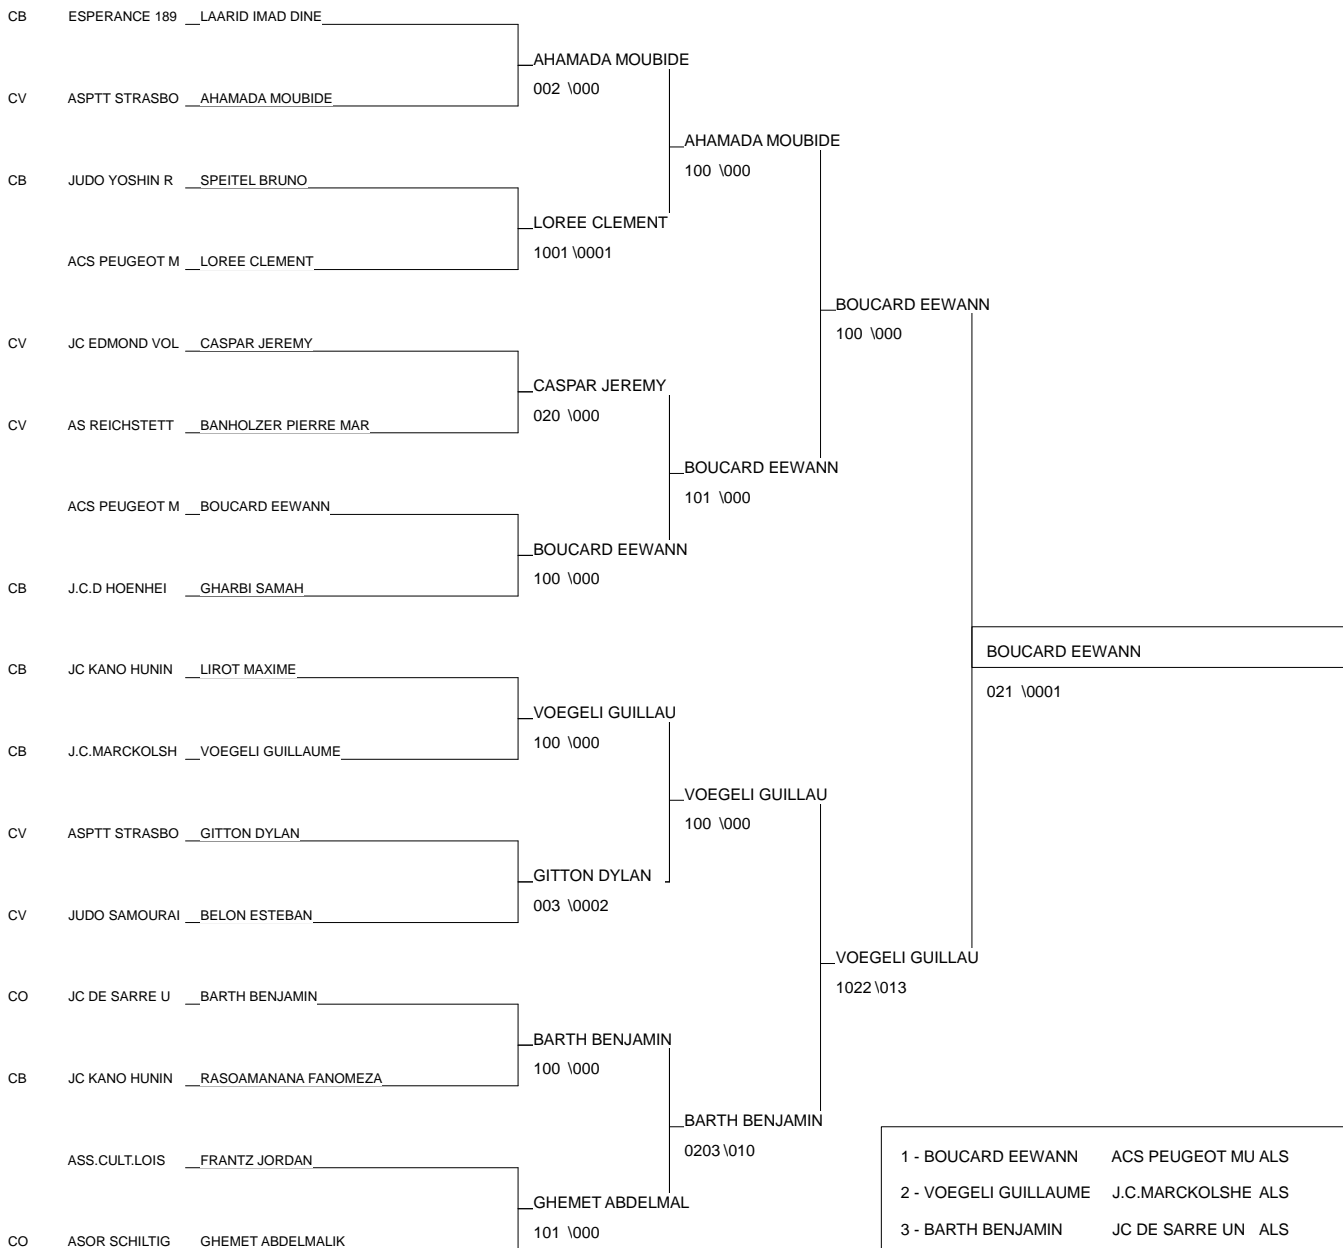 CB ESPERANCE 189 LAARID IMAD DINE
AHAMADA MOUBIDE
002 \000
CV ASPTT STRASBO AHAMADA MOUBIDE
AHAMADA MOUBIDE
100 \000
CB JUDO YOSHIN R SPEITEL BRUNO
LOREE CLEMENT
1001 \0001
ACS PEUGEOT M LOREE CLEMENT
BOUCARD EEWANN
100 \000
CV JC EDMOND VOL CASPAR JEREMY
CASPAR JEREMY
020 \000
CV AS REICHSTETT BANHOLZER PIERRE MAR
BOUCARD EEWANN
101 \000
ACS PEUGEOT M BOUCARD EEWANN
BOUCARD EEWANN
100 \000
CB J.C.D HOENHEI GHARBI SAMAH
BOUCARD EEWANN
021 \0001
CB JC KANO HUNIN LIROT MAXIME
VOEGELI GUILLAU
100 \000
CB J.C.MARCKOLSH VOEGELI GUILLAUME
VOEGELI GUILLAU
100 \000
CV ASPTT STRASBO GITTON DYLAN
GITTON DYLAN
003 \0002
CV JUDO SAMOURAI BELON ESTEBAN
VOEGELI GUILLAU
1022 \013
CO JC DE SARRE U BARTH BENJAMIN
BARTH BENJAMIN
100 \000
CB JC KANO HUNIN RASOAMANANA FANOMEZA
BARTH BENJAMIN
0203 \010
ASS.CULT.LOIS FRANTZ JORDAN
GHEMET ABDELMAL
101 \000
CO ASOR SCHILTIG GHEMET ABDELMALIK
1 - BOUCARD EEWANN ACS PEUGEOT MU ALS
2 - VOEGELI GUILLAUME J.C.MARCKOLSHE ALS
3 - BARTH BENJAMIN JC DE SARRE UN ALS